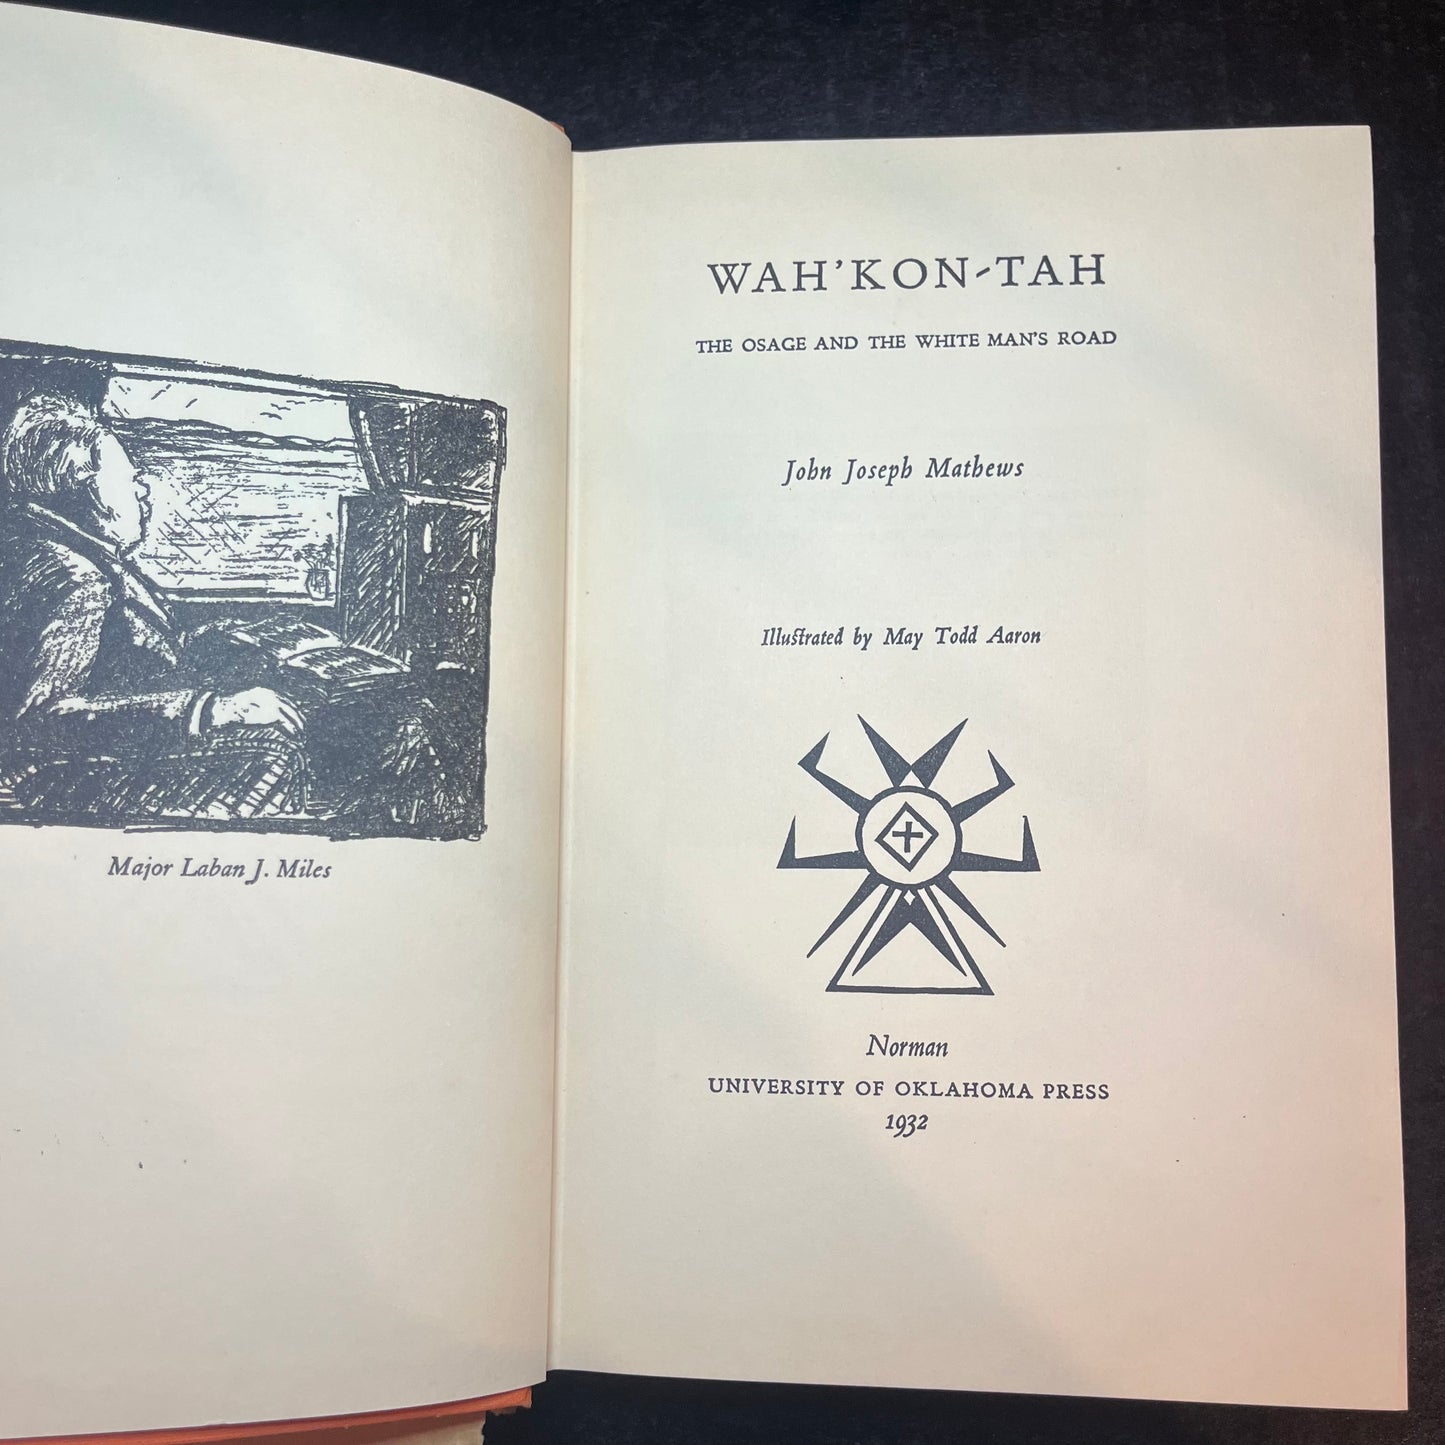 Major Laban J. Miles
WAH'KON-TAH
THE OSAGE AND THE WHITE MAN'S ROAD
John Joseph Mathews
Illustrated by May Todd Aaron
Norman
UNIVERSITY OF OKLAHOMA PRESS
1932